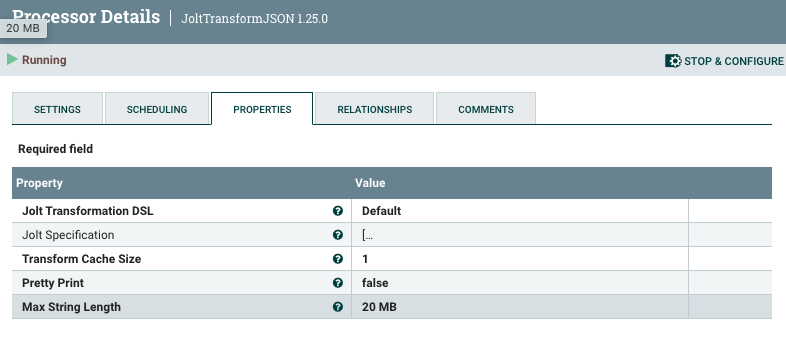 Processor Details | JoltTransformJSON 1.25.0
20 MB
Running
STOP & CONFIGURE
SETTINGS SCHEDULING PROPERTIES RELATIONSHIPS COMMENTS
Required field
Property Value
Jolt Transformation DSL ? Default
Jolt Specification ? [...
Transform Cache Size ? 1
Pretty Print ? false
Max String Length ? 20 MB